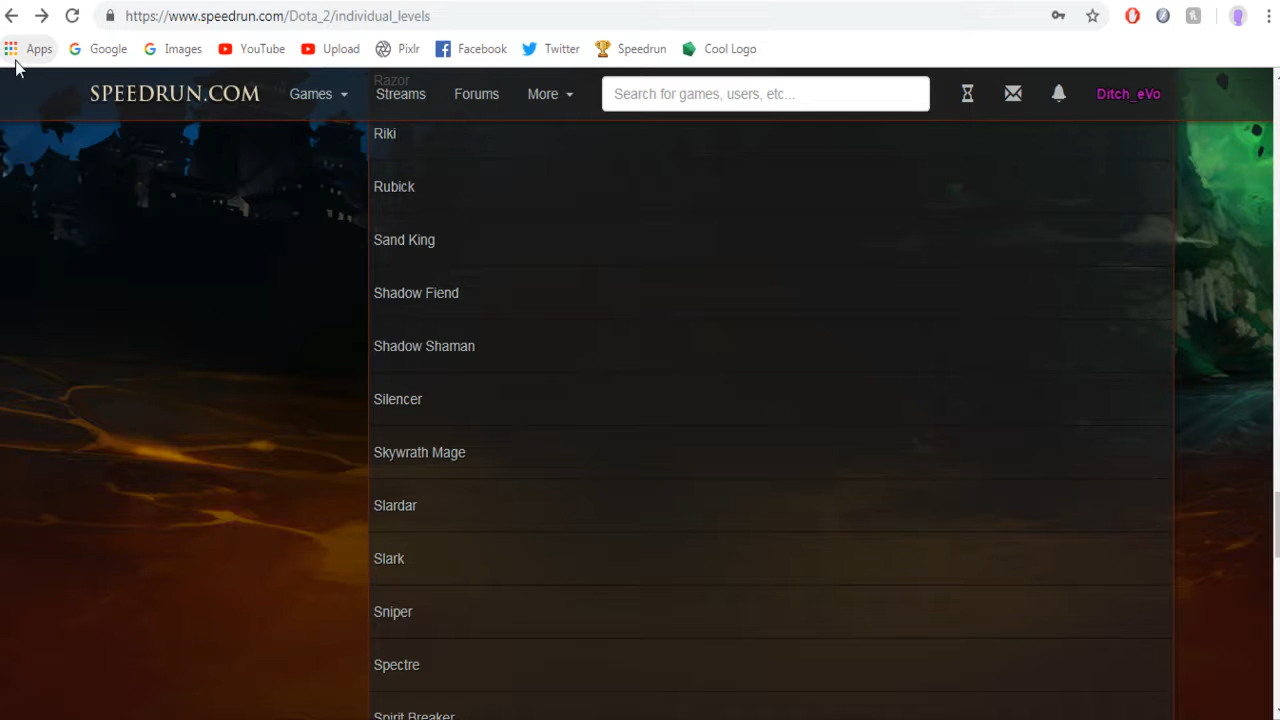 https://www.speedrun.com/Dota_2/individual_levels
Apps Google Images YouTube Upload Pixlr Facebook Twitter Speedrun Cool Logo
Razor
SPEEDRUN.COM Games Streams Forums More Search for games, users, etc... Ditch_eVo
Riki
Rubick
Sand King
Shadow Fiend
Shadow Shaman
Silencer
Skywrath Mage
Slardar
Slark
Sniper
Spectre
Spirit Breaker